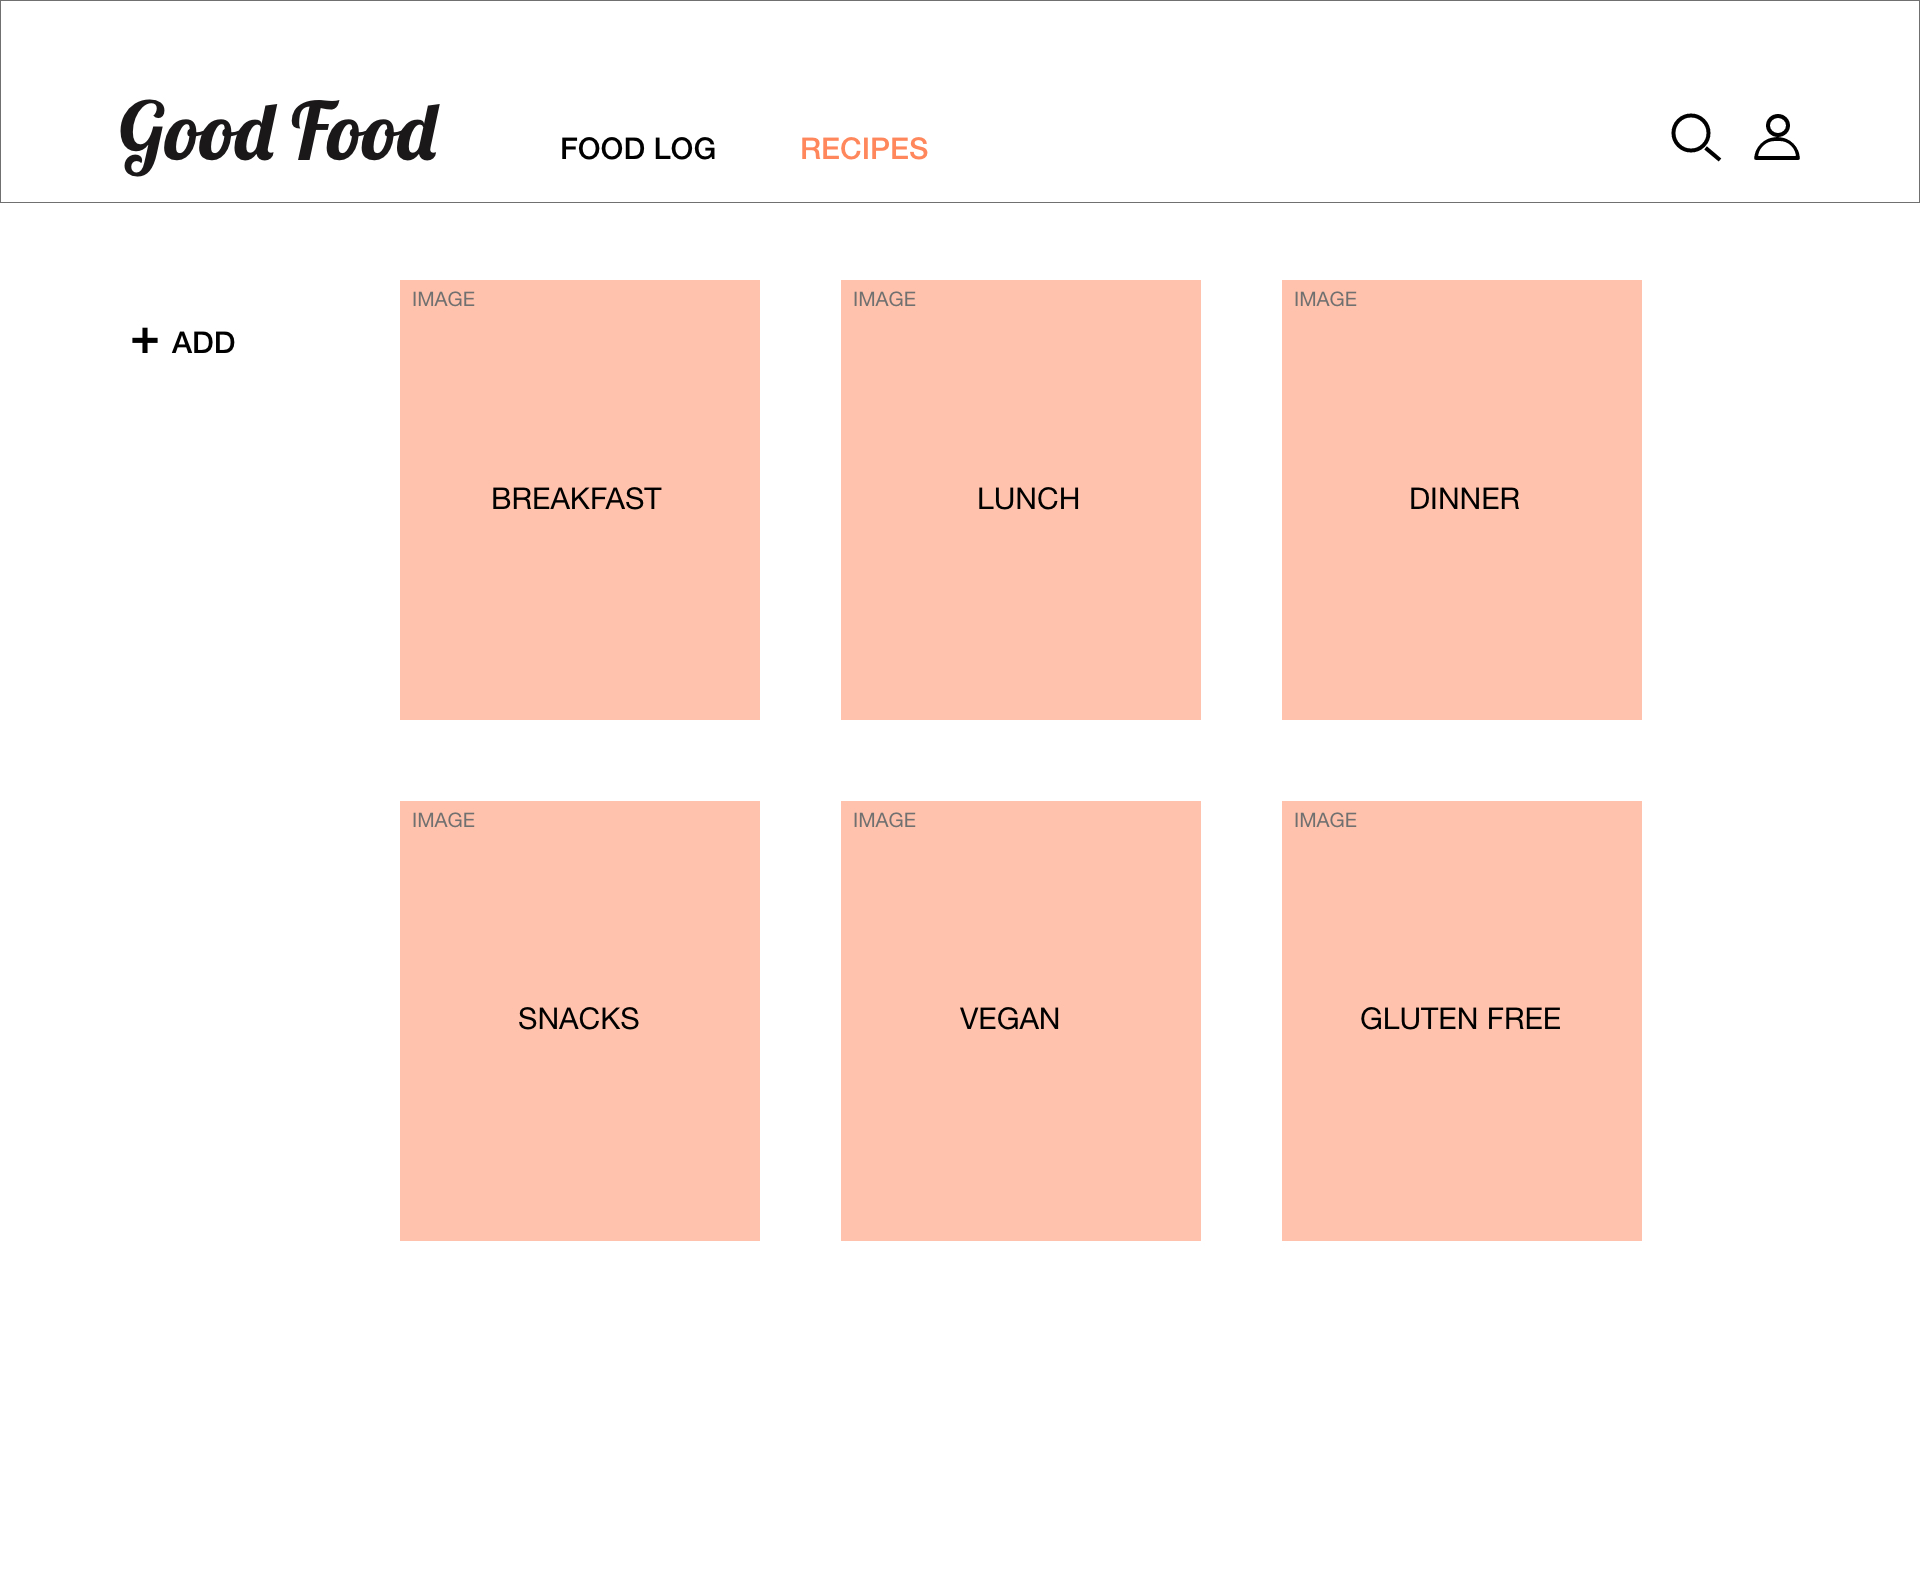 Good Food
FOOD LOG
RECIPES
+ ADD
IMAGE
BREAKFAST
IMAGE
LUNCH
IMAGE
DINNER
IMAGE
SNACKS
IMAGE
VEGAN
IMAGE
GLUTEN FREE